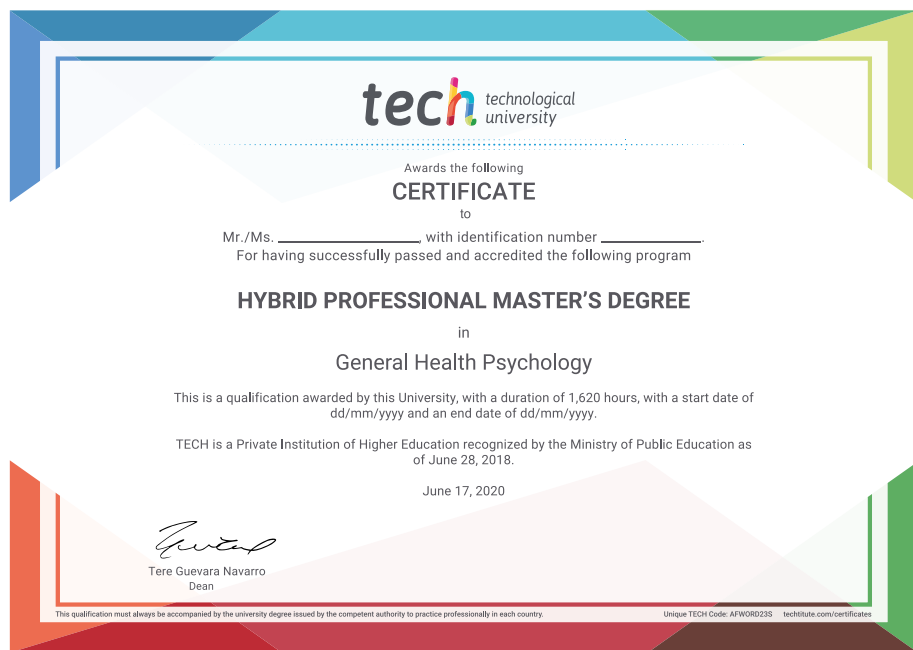 tech technological
university
Awards the following
CERTIFICATE
to
Mr./Ms. ____________________, with identification number ______________.
For having successfully passed and accredited the following program
HYBRID PROFESSIONAL MASTER'S DEGREE
in
General Health Psychology
This is a qualification awarded by this University, with a duration of 1,620 hours, with a start date of
dd/mm/yyyy and an end date of dd/mm/yyyy.
TECH is a Private Institution of Higher Education recognized by the Ministry of Public Education as
of June 28, 2018.
June 17, 2020
Tere Guevara Navarro
Dean
This qualification must always be accompanied by the university degree issued by the competent authority to practice professionally in each country. Unique TECH Code: AFWORD23S techtitute.com/certificates